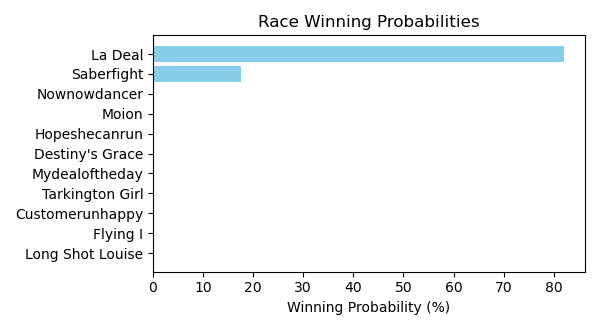 Race Winning Probabilities
La Deal
Saberfight
Nownowdancer
Moion
Hopeshecanrun
Destiny's Grace
Mydealoftheday
Tarkington Girl
Customerunhappy
Flying I
Long Shot Louise
0 10 20 30 40 50 60 70 80
Winning Probability (%)